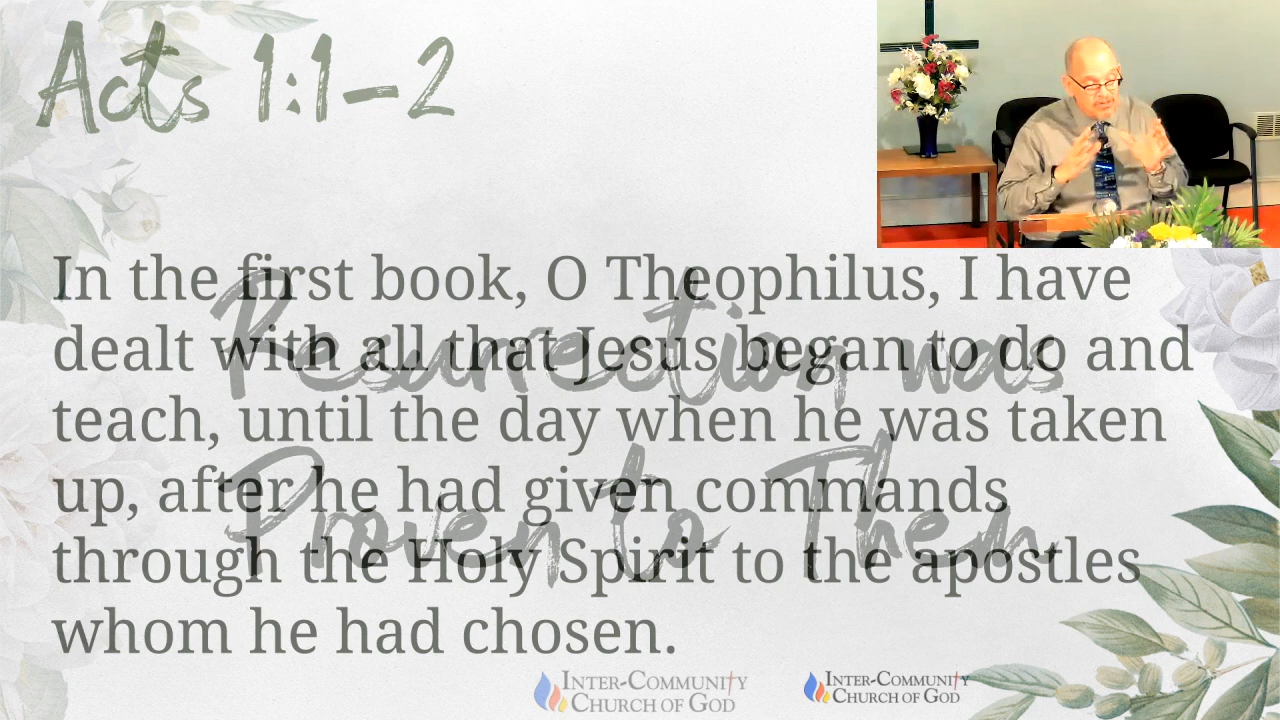 Acts 1:1-2
In the first book, O Theophilus, I have
dealt with all that Jesus began to do and
teach, until the day when he was taken
up, after he had given commands
through the Holy Spirit to the apostles
whom he had chosen.
Resurrection was
Proven to Them
Inter-Community
Church of God
Inter-Community
Church of God